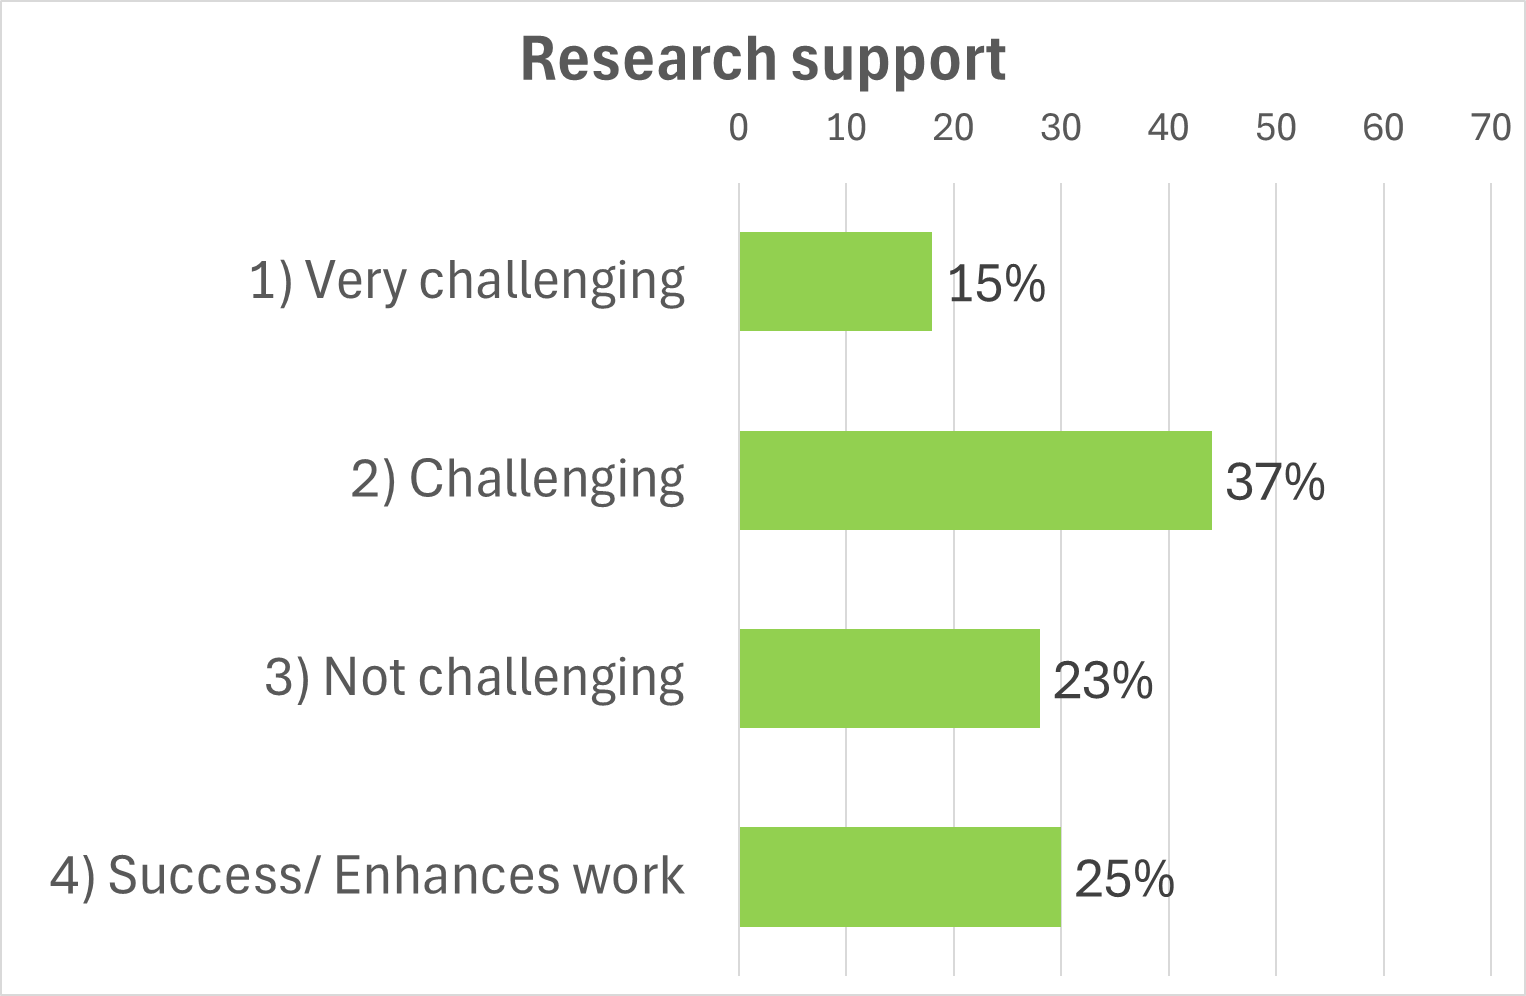 Research support
0 10 20 30 40 50 60 70
1) Very challenging 15%
2) Challenging 37%
3) Not challenging 23%
4) Success/ Enhances work 25%